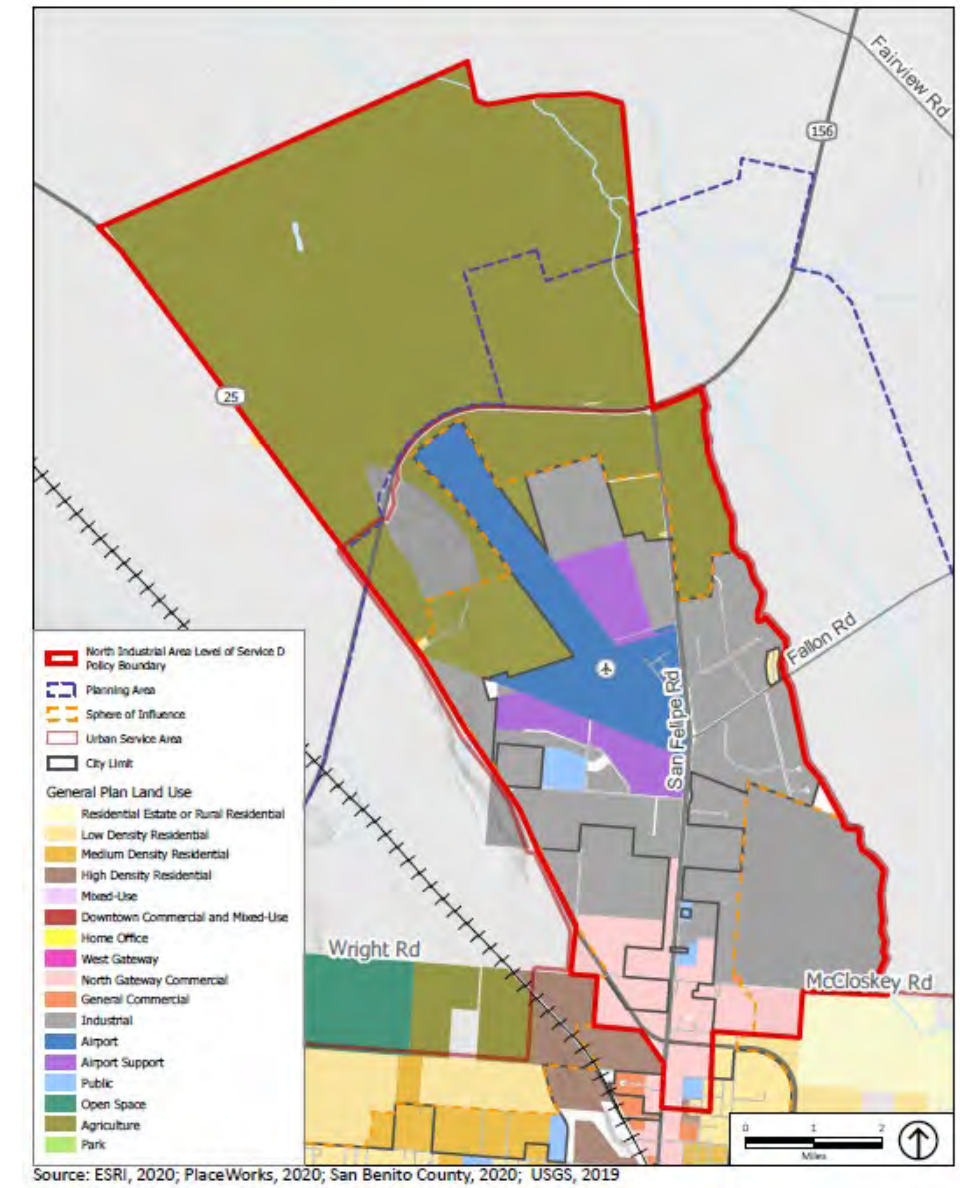 Fairview Rd
156
25
Fallon Rd
San Felipe Rd
Wright Rd
McCloskey Rd
North Industrial Area Level of Service D
Policy Boundary
Planning Area
Sphere of Influence
Urban Service Area
City Limit
General Plan Land Use
Residential Estate or Rural Residential
Low Density Residential
Medium Density Residential
High Density Residential
Mixed-Use
Downtown Commercial and Mixed-Use
Home Office
West Gateway
North Gateway Commercial
General Commercial
Industrial
Airport
Airport Support
Public
Open Space
Agriculture
Park
0 1 2
Miles
Source: ESRI, 2020; PlaceWorks, 2020; San Benito County, 2020; USGS, 2019